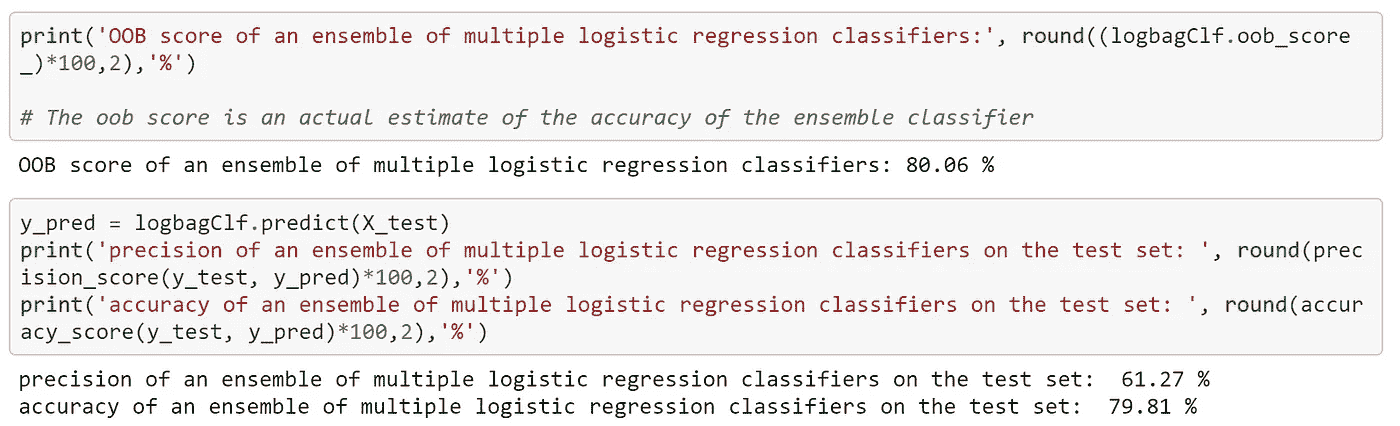 print('OOB score of an ensemble of multiple logistic regression classifiers:', round((logbagClf.oob_score
_)*100,2),'%')
# The oob score is an actual estimate of the accuracy of the ensemble classifier
OOB score of an ensemble of multiple logistic regression classifiers: 80.06 %
y_pred = logbagClf.predict(X_test)
print('precision of an ensemble of multiple logistic regression classifiers on the test set: ', round(prec
ision_score(y_test, y_pred)*100,2),'%')
print('accuracy of an ensemble of multiple logistic regression classifiers on the test set: ', round(accur
acy_score(y_test, y_pred)*100,2),'%')
precision of an ensemble of multiple logistic regression classifiers on the test set:  61.27 %
accuracy of an ensemble of multiple logistic regression classifiers on the test set:  79.81 %